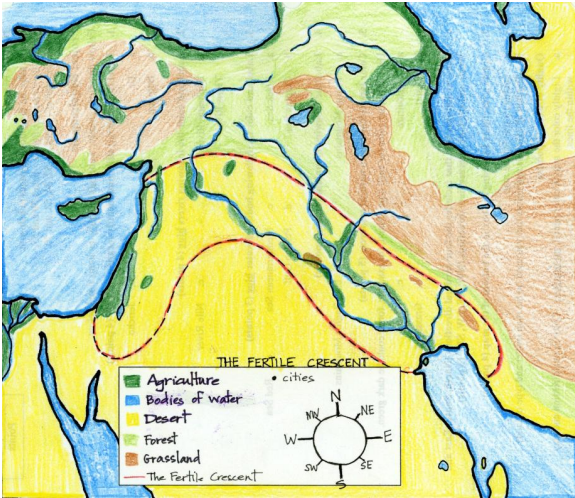 THE FERTILE CRESCENT
Agriculture
• cities
Bodies of water
Desert
Forest
Grassland
The Fertile Crescent
N
NW
NE
W
E
SW
SE
S